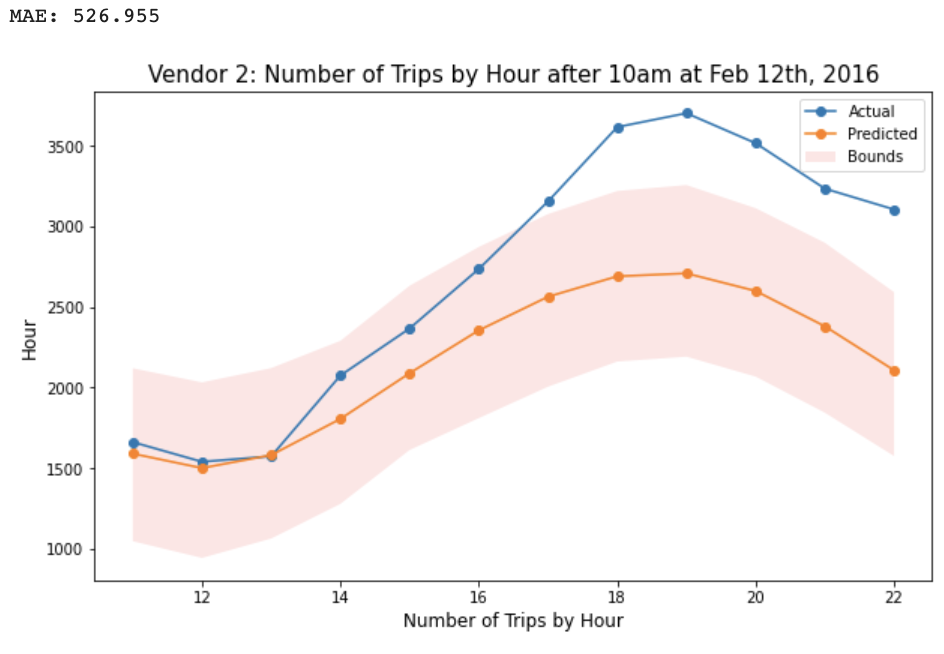 MAE: 526.955
Vendor 2: Number of Trips by Hour after 10am at Feb 12th, 2016
Actual
Predicted
Bounds
3500
3000
2500
2000
1500
1000
Hour
12 14 16 18 20 22
Number of Trips by Hour